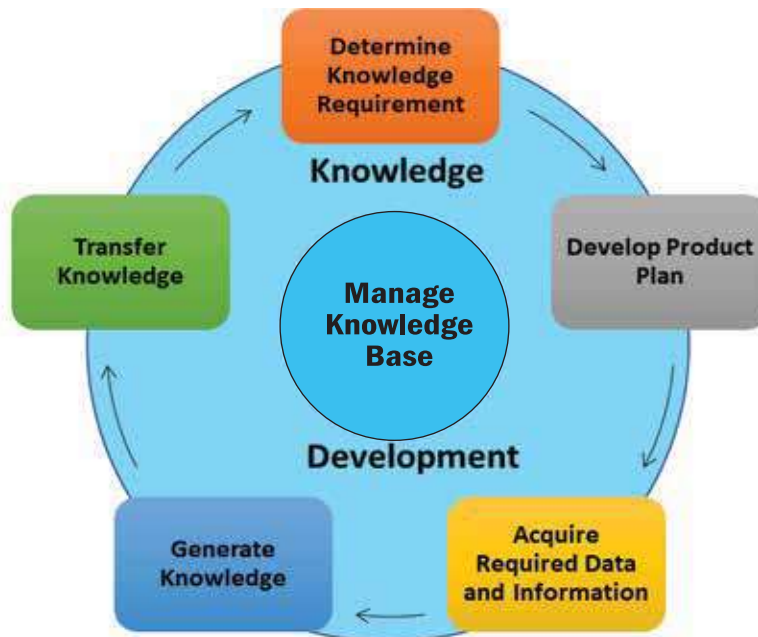 Determine
Knowledge
Requirement
Knowledge
Transfer
Knowledge
Develop Product
Plan
Manage
Knowledge
Base
Development
Generate
Knowledge
Acquire
Required Data
and Information